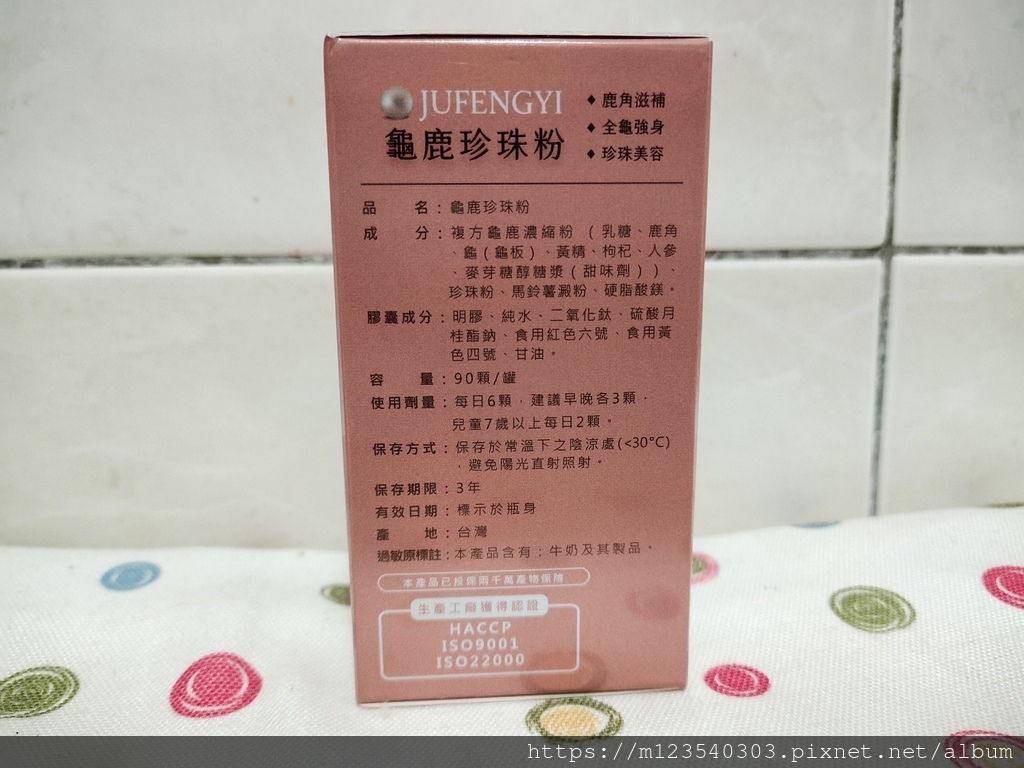 JUFENGYI
龜鹿珍珠粉
◆ 鹿角滋補
◆ 全龜強身
◆ 珍珠美容
品　名：龜鹿珍珠粉
成　分：複方龜鹿濃縮粉（乳糖、鹿角
、龜(龜板)、黃精、枸杞、人參
、麥芽糖醇糖漿(甜味劑))、
珍珠粉、馬鈴薯澱粉、硬脂酸鎂。
膠囊成分：明膠、純水、二氧化鈦、硫酸月
桂酯鈉、食用紅色六號、食用黃
色四號、甘油。
容　量：90顆/罐
使用劑量：每日6顆，建議早晚各3顆，
兒童7歲以上每日2顆。
保存方式：保存於常溫下之陰涼處(<30°C)
，避免陽光直射照射。
保存期限：3年
有效日期：標示於瓶身
產　地：台灣
過敏原標註：本產品含有：牛奶及其製品。
本產品已投保兩千萬產物保險
生產工廠獲得認證
HACCP
ISO9001
ISO22000
https://m123540303.pixnet.net/album